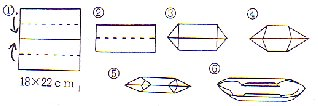 ① ② ③ ④
18×22cm
⑤ ⑥